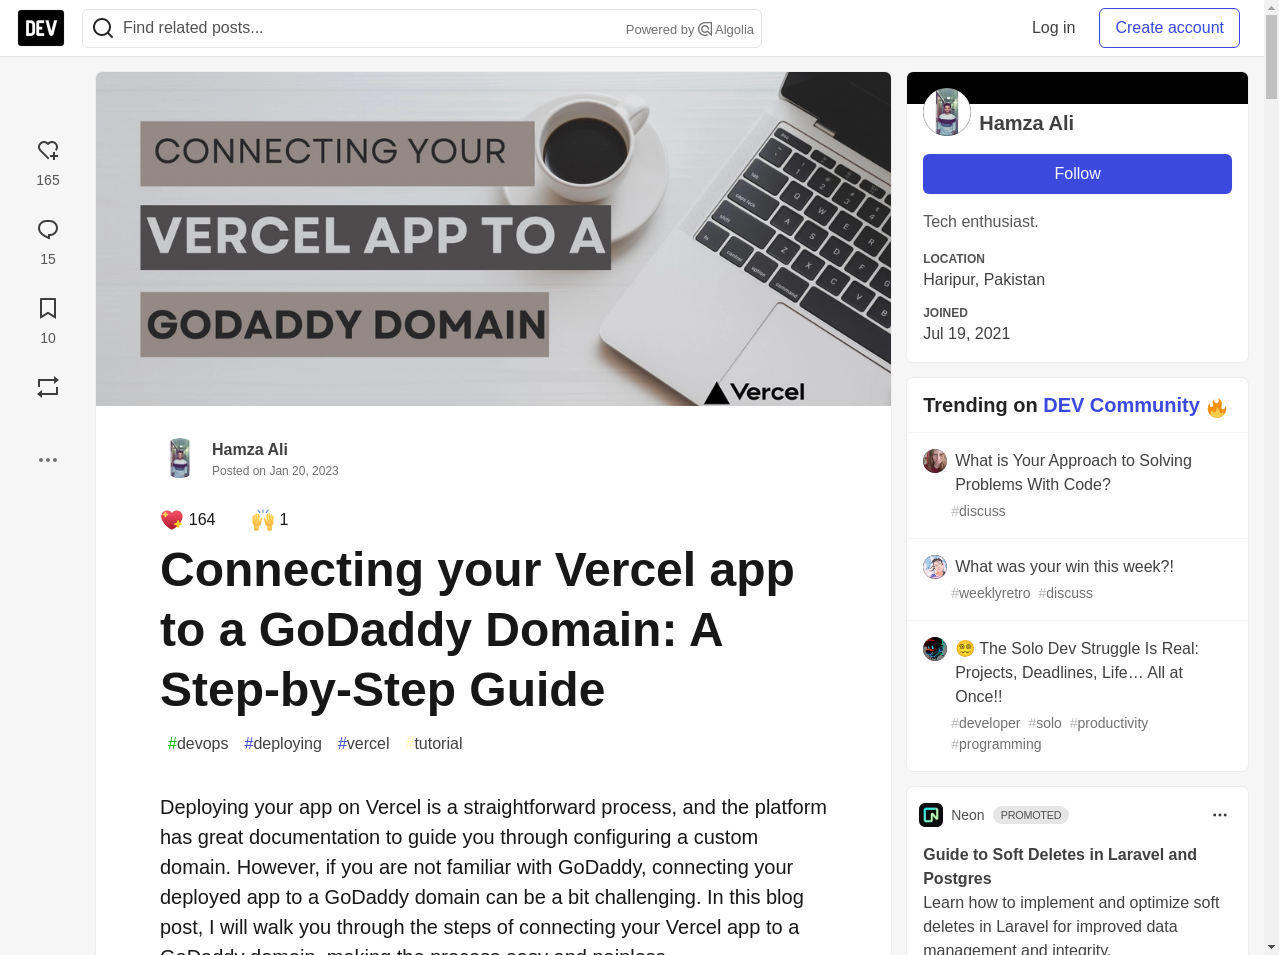 DEV
Find related posts...
Powered by Algolia
Log in
Create account
165
15
10
CONNECTING YOUR
VERCEL APP TO A
GODADDY DOMAIN
Vercel
Hamza Ali
Posted on Jan 20, 2023
164
1
Connecting your Vercel app
to a GoDaddy Domain: A
Step-by-Step Guide
#devops #deploying #vercel #tutorial
Deploying your app on Vercel is a straightforward process, and the platform
has great documentation to guide you through configuring a custom
domain. However, if you are not familiar with GoDaddy, connecting your
deployed app to a GoDaddy domain can be a bit challenging. In this blog
post, I will walk you through the steps of connecting your Vercel app to a
GoDaddy domain, making the process easy and painless.
Hamza Ali
Follow
Tech enthusiast.
LOCATION
Haripur, Pakistan
JOINED
Jul 19, 2021
Trending on DEV Community
What is Your Approach to Solving
Problems With Code?
#discuss
What was your win this week?!
#weeklyretro #discuss
The Solo Dev Struggle Is Real:
Projects, Deadlines, Life… All at
Once!!
#developer #solo #productivity
#programming
Neon PROMOTED
Guide to Soft Deletes in Laravel and
Postgres
Learn how to implement and optimize soft
deletes in Laravel for improved data
management and integrity.